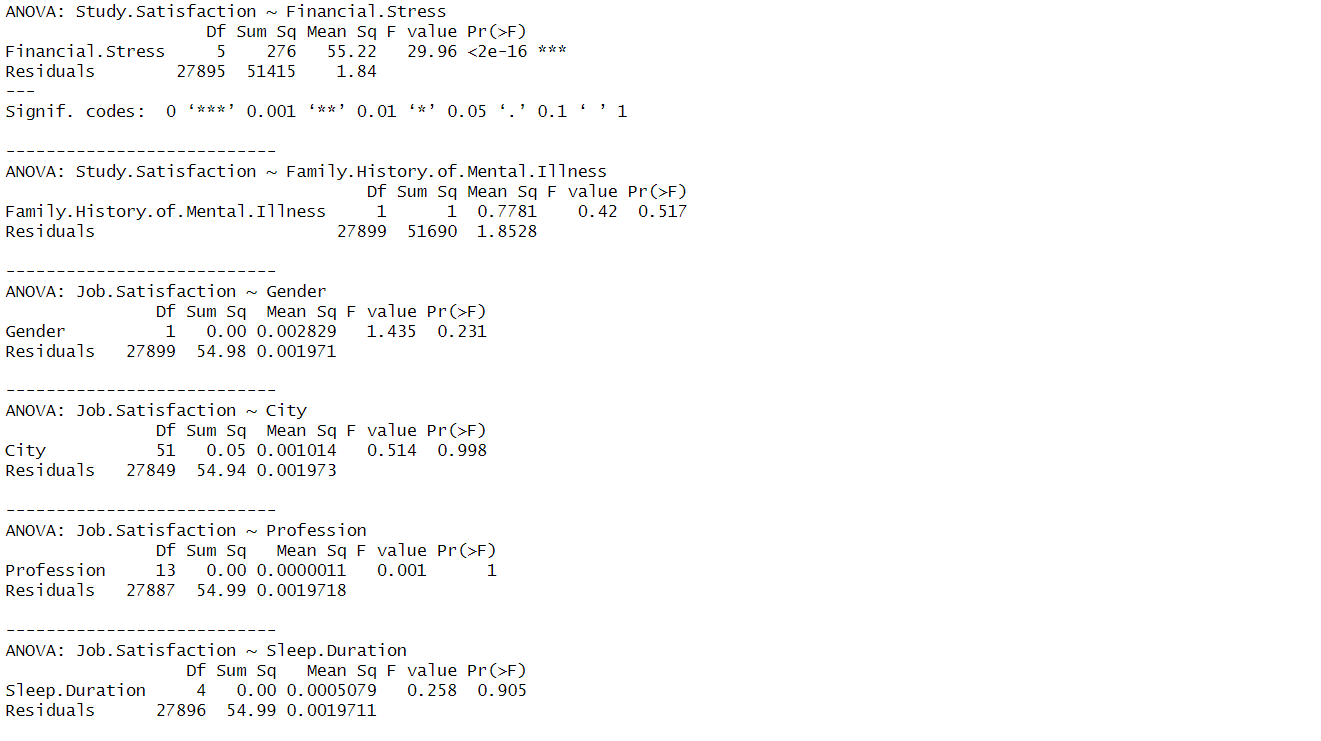 ANOVA: Study.Satisfaction ~ Financial.Stress
                    Df Sum Sq Mean Sq F value Pr(>F)
Financial.Stress     5    276   55.22   29.96 <2e-16 ***
Residuals        27895  51415    1.84
---
Signif. codes:  0 ‘***’ 0.001 ‘**’ 0.01 ‘*’ 0.05 ‘.’ 0.1 ‘ ’ 1
---------------------------
ANOVA: Study.Satisfaction ~ Family.History.of.Mental.Illness
                                    Df Sum Sq Mean Sq F value Pr(>F)
Family.History.of.Mental.Illness     1      1  0.7781    0.42  0.517
Residuals                        27899  51690  1.8528
---------------------------
ANOVA: Job.Satisfaction ~ Gender
               Df Sum Sq  Mean Sq F value Pr(>F)
Gender          1   0.00 0.002829   1.435  0.231
Residuals   27899  54.98 0.001971
---------------------------
ANOVA: Job.Satisfaction ~ City
               Df Sum Sq  Mean Sq F value Pr(>F)
City           51   0.05 0.001014   0.514  0.998
Residuals   27849  54.94 0.001973
---------------------------
ANOVA: Job.Satisfaction ~ Profession
               Df Sum Sq   Mean Sq F value Pr(>F)
Profession     13   0.00 0.0000011   0.001      1
Residuals   27887  54.99 0.0019718
---------------------------
ANOVA: Job.Satisfaction ~ Sleep.Duration
                  Df Sum Sq   Mean Sq F value Pr(>F)
Sleep.Duration     4   0.00 0.0005079   0.258  0.905
Residuals      27896  54.99 0.0019711